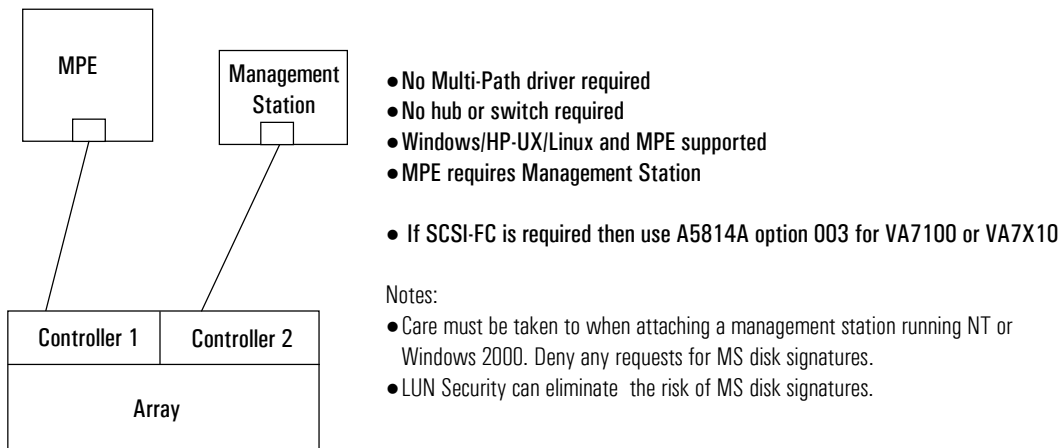 MPE
Management
Station
Controller 1
Controller 2
Array
●No Multi-Path driver required
●No hub or switch required
●Windows/HP-UX/Linux and MPE supported
●MPE requires Management Station
● If SCSI-FC is required then use A5814A option 003 for VA7100 or VA7X10
Notes:
●Care must be taken to when attaching a management station running NT or
Windows 2000. Deny any requests for MS disk signatures.
●LUN Security can eliminate the risk of MS disk signatures.